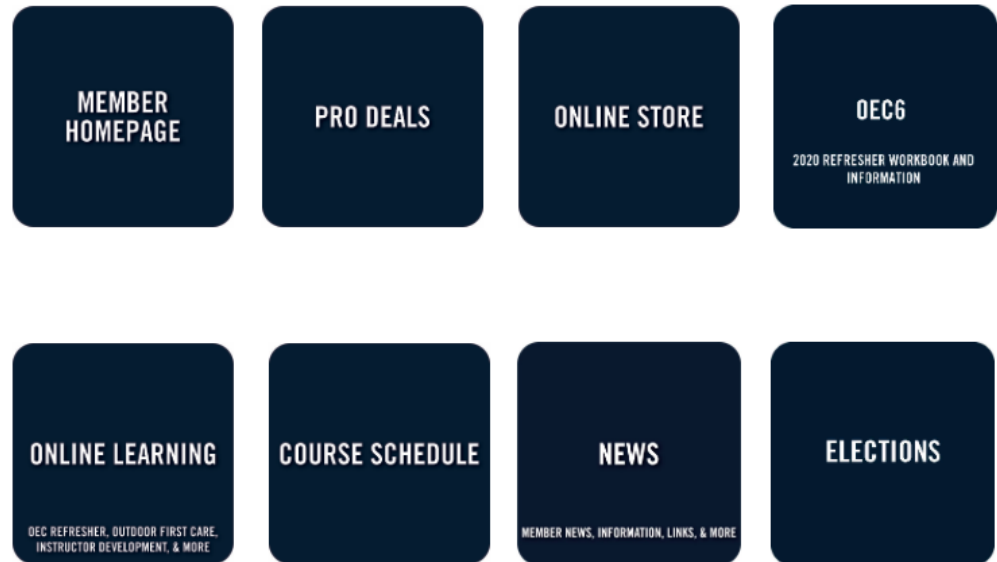 MEMBER
HOMEPAGE
PRO DEALS
ONLINE STORE
OEC6
2020 REFRESHER WORKBOOK AND
INFORMATION
ONLINE LEARNING
OEC REFRESHER, OUTDOOR FIRST CARE,
INSTRUCTOR DEVELOPMENT, & MORE
COURSE SCHEDULE
NEWS
MEMBER NEWS, INFORMATION, LINKS, & MORE
ELECTIONS